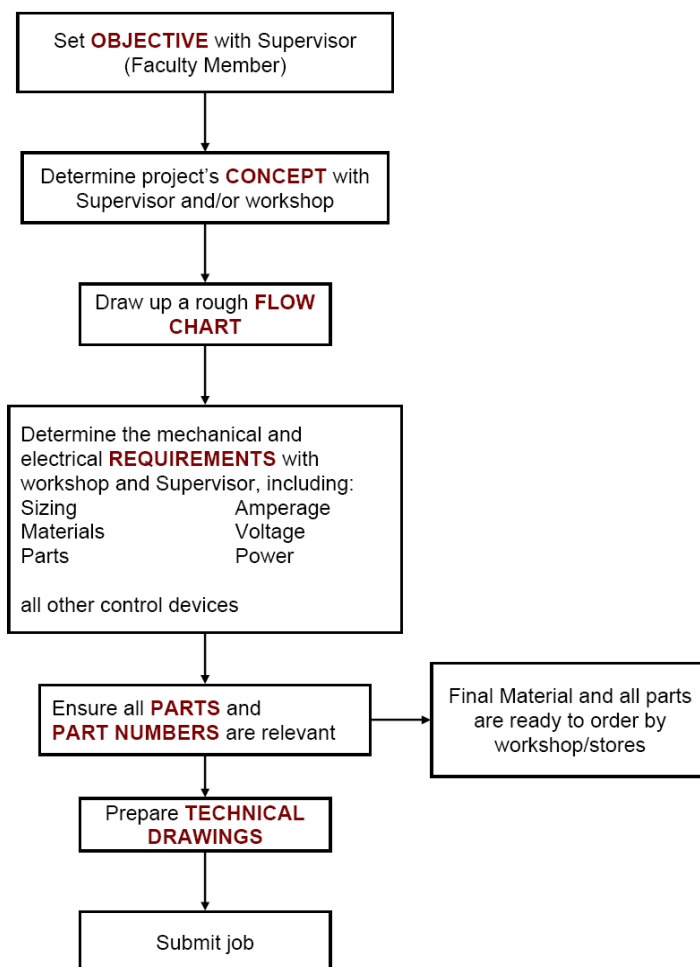 Set OBJECTIVE with Supervisor
(Faculty Member)
Determine project's CONCEPT with
Supervisor and/or workshop
Draw up a rough FLOW
CHART
Determine the mechanical and
electrical REQUIREMENTS with
workshop and Supervisor, including:
Sizing Amperage
Materials Voltage
Parts Power
all other control devices
Ensure all PARTS and
PART NUMBERS are relevant
Final Material and all parts
are ready to order by
workshop/stores
Prepare TECHNICAL
DRAWINGS
Submit job